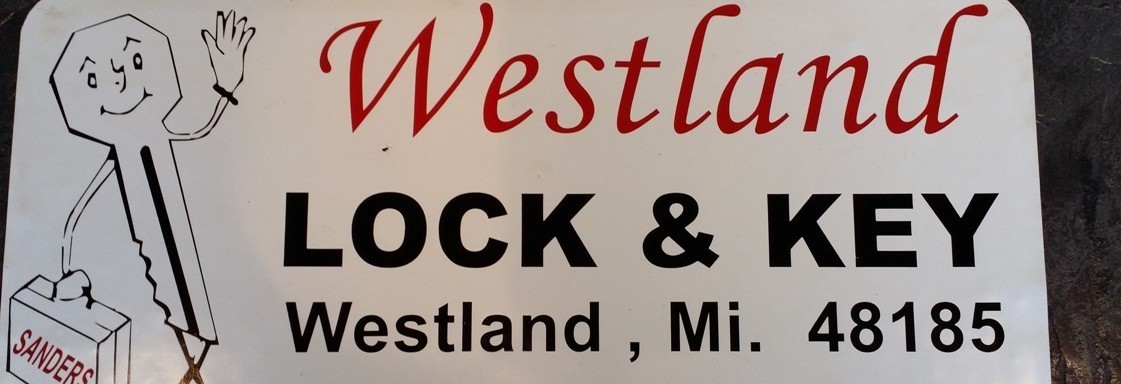 Westland
LOCK & KEY
Westland , Mi. 48185
SANDERS